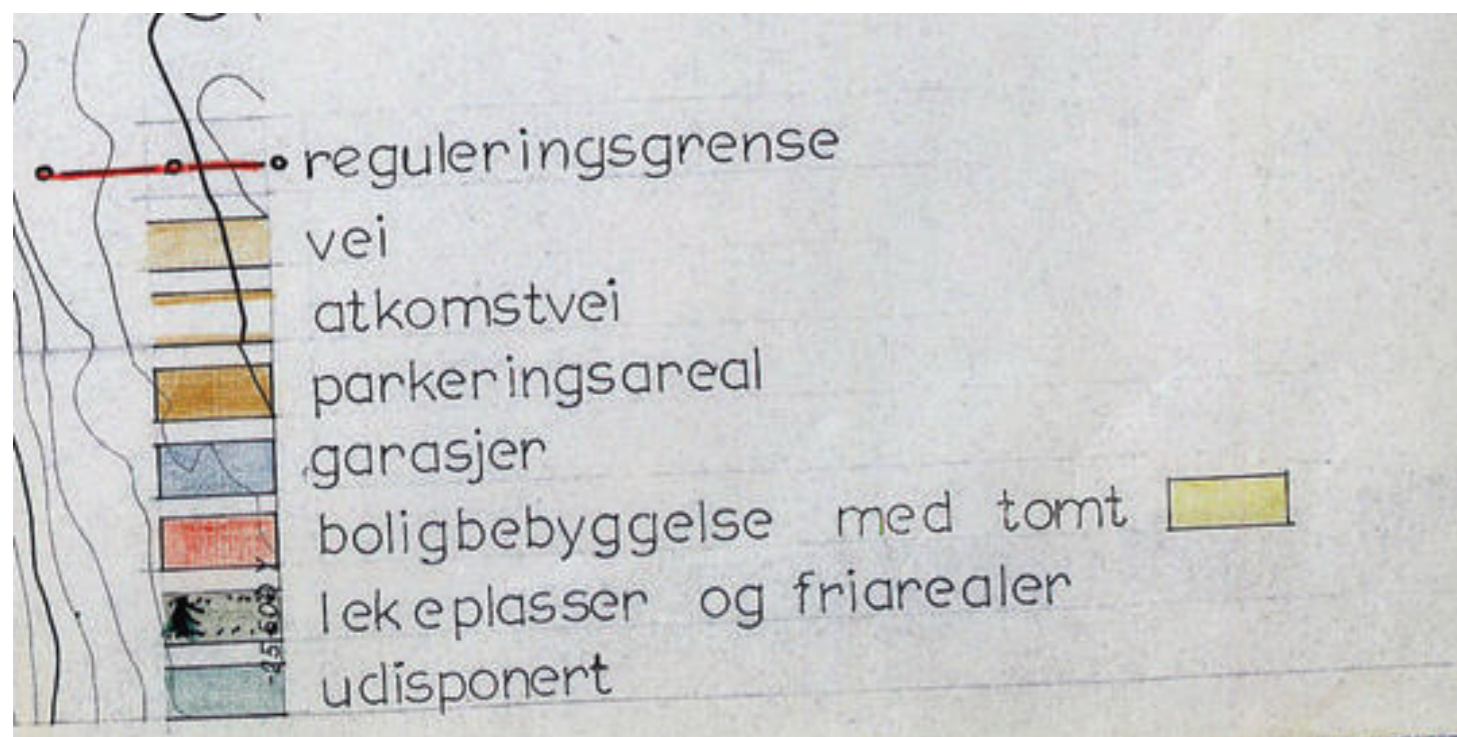 reguleringsgrense
vei
atkomstvei
parkeringsareal
garasjer
boligbebyggelse med tomt
lekeplasser og friarealer
udisponert